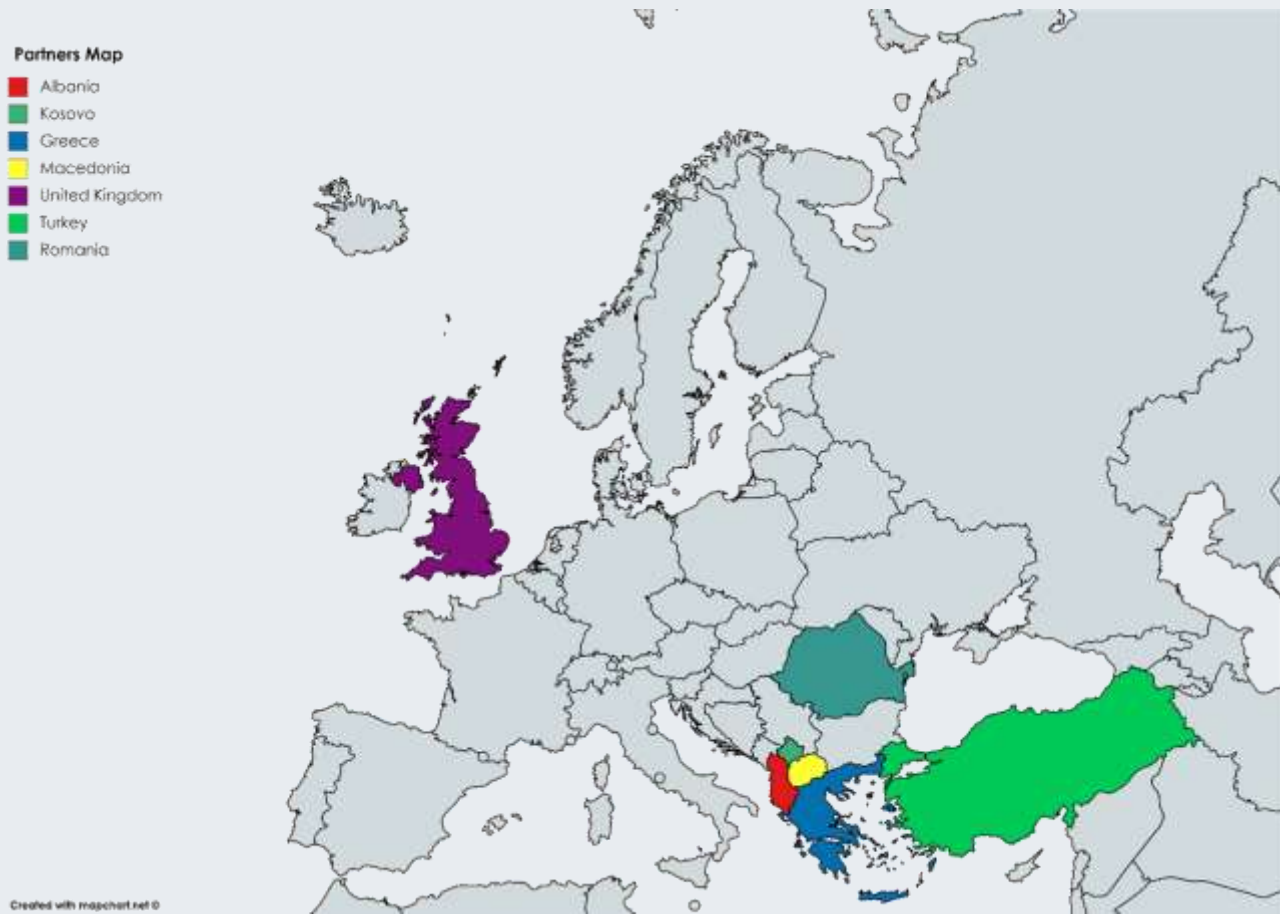 Partners Map
Albania
Kosovo
Greece
Macedonia
United Kingdom
Turkey
Romania
Created with mapchart.net ©